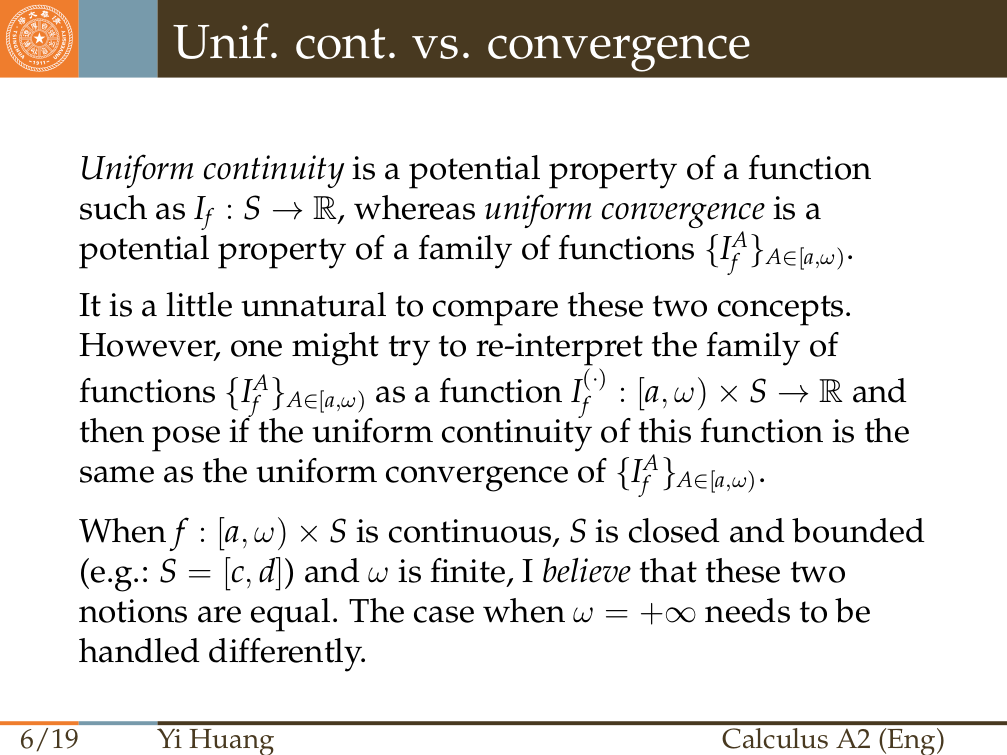 Unif. cont. vs. convergence
Uniform continuity is a potential property of a function
such as I_f : S → ℝ, whereas uniform convergence is a
potential property of a family of functions {I_f^A}_{A∈[a,ω)}.
It is a little unnatural to compare these two concepts.
However, one might try to re-interpret the family of
functions {I_f^A}_{A∈[a,ω)} as a function I_f^{(·)} : [a, ω) × S → ℝ and
then pose if the uniform continuity of this function is the
same as the uniform convergence of {I_f^A}_{A∈[a,ω)}.
When f : [a, ω) × S is continuous, S is closed and bounded
(e.g.: S = [c, d]) and ω is finite, I believe that these two
notions are equal. The case when ω = +∞ needs to be
handled differently.
6/19 Yi Huang Calculus A2 (Eng)